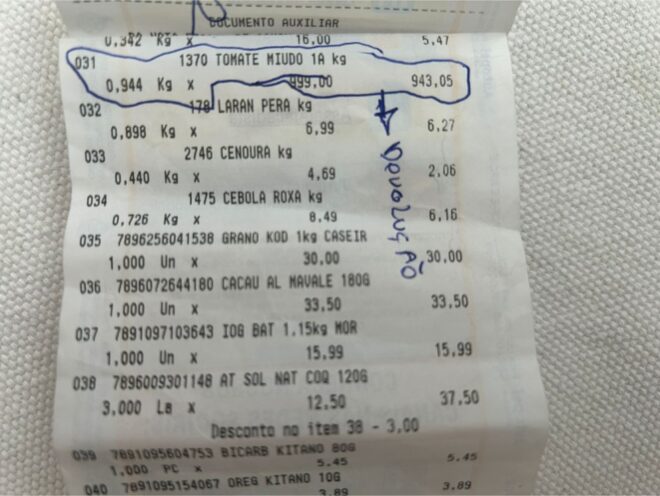 DOCUMENTO AUXILIAR
0,342 Kg x 16,00 5,47
031 1370 TOMATE MIUDO 1A kg
0,944 Kg x 999,00 943,05
032 178 LARAN PERA kg
0,898 Kg x 6,99 6,27
033 2746 CENOURA kg
0,440 Kg x 4,69 2,06
034 1475 CEBOLA ROXA kg
0,726 Kg x 8,49 6,16
035 7896256041538 GRANO KOD 1kg CASEIR
1,000 Un x 30,00 30,00
036 7896072644180 CACAU AL MAVALE 180G
1,000 Un x 33,50 33,50
037 7891097103643 IOG BAT 1,15kg MOR
1,000 Un x 15,99 15,99
038 7896009301148 AT SOL NAT COQ 120G
3,000 La x 12,50 37,50
Desconto no item 38 - 3,00
039 7891095604753 BICARB KITANO 80G
1,000 PC x 5,45 5,45
040 7891095154067 OREG KITANO 10G
3,89 3,89
DEVOLUÇÃO